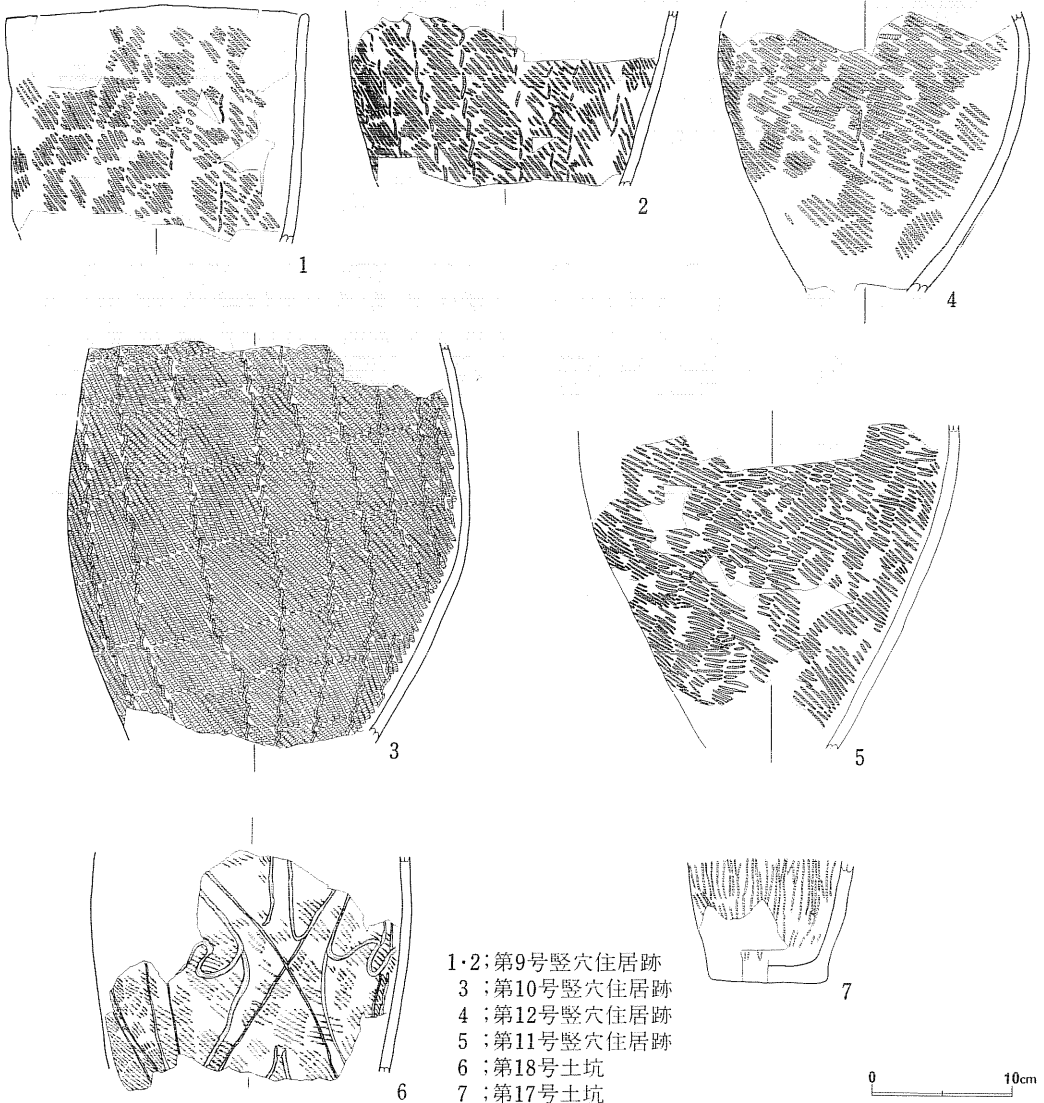 1
2
4
3
5
6
7
1・2；第9号竪穴住居跡
3 ；第10号竪穴住居跡
4 ；第12号竪穴住居跡
5 ；第11号竪穴住居跡
6 ；第18号土坑
7 ；第17号土坑
0 10cm